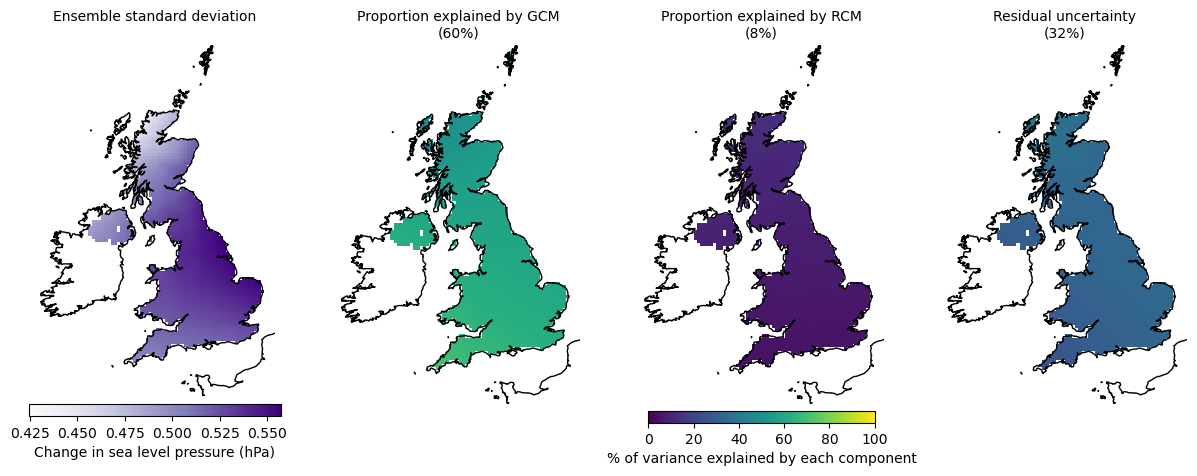 Ensemble standard deviation
Proportion explained by GCM
(60%)
Proportion explained by RCM
(8%)
Residual uncertainty
(32%)
0.425 0.450 0.475 0.500 0.525 0.550
Change in sea level pressure (hPa)
0 20 40 60 80 100
% of variance explained by each component